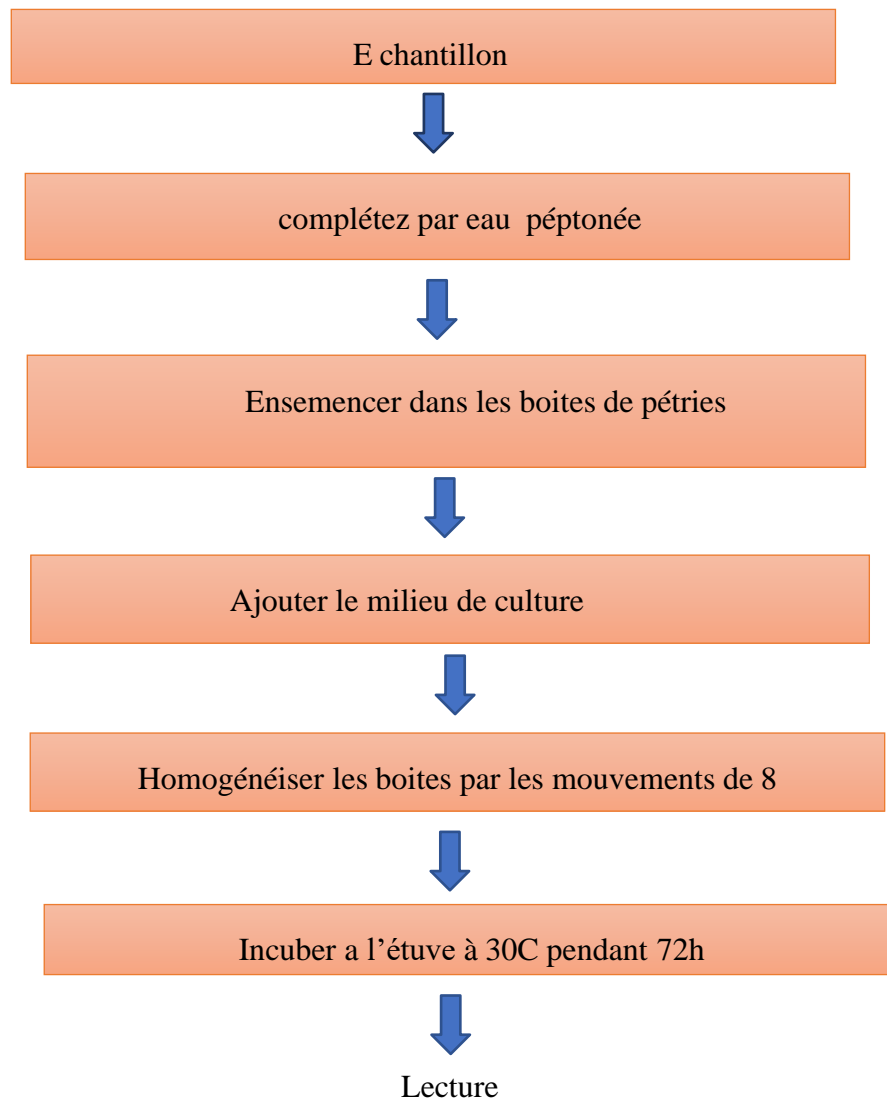 E chantillon
complétez par eau péptonée
Ensemencer dans les boites de pétries
Ajouter le milieu de culture
Homogénéiser les boites par les mouvements de 8
Incuber a l’étuve à 30C pendant 72h
Lecture